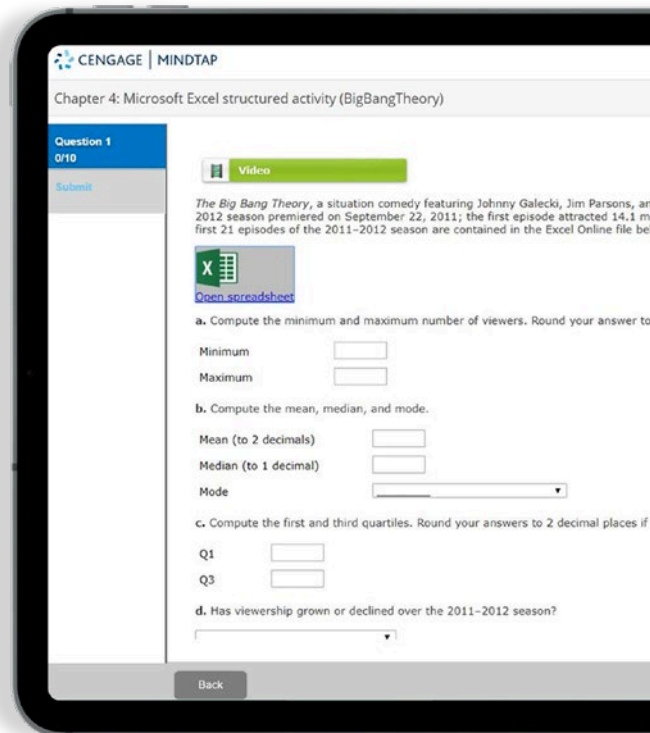 CENGAGE | MINDTAP
Chapter 4: Microsoft Excel structured activity (BigBangTheory)
Question 1
0/10
Submit
Video
The Big Bang Theory, a situation comedy featuring Johnny Galecki, Jim Parsons, an
2012 season premiered on September 22, 2011; the first episode attracted 14.1 m
first 21 episodes of the 2011–2012 season are contained in the Excel Online file be
X
Open spreadsheet
a. Compute the minimum and maximum number of viewers. Round your answer to
Minimum
Maximum
b. Compute the mean, median, and mode.
Mean (to 2 decimals)
Median (to 1 decimal)
Mode
c. Compute the first and third quartiles. Round your answers to 2 decimal places if
Q1
Q3
d. Has viewership grown or declined over the 2011–2012 season?
Back